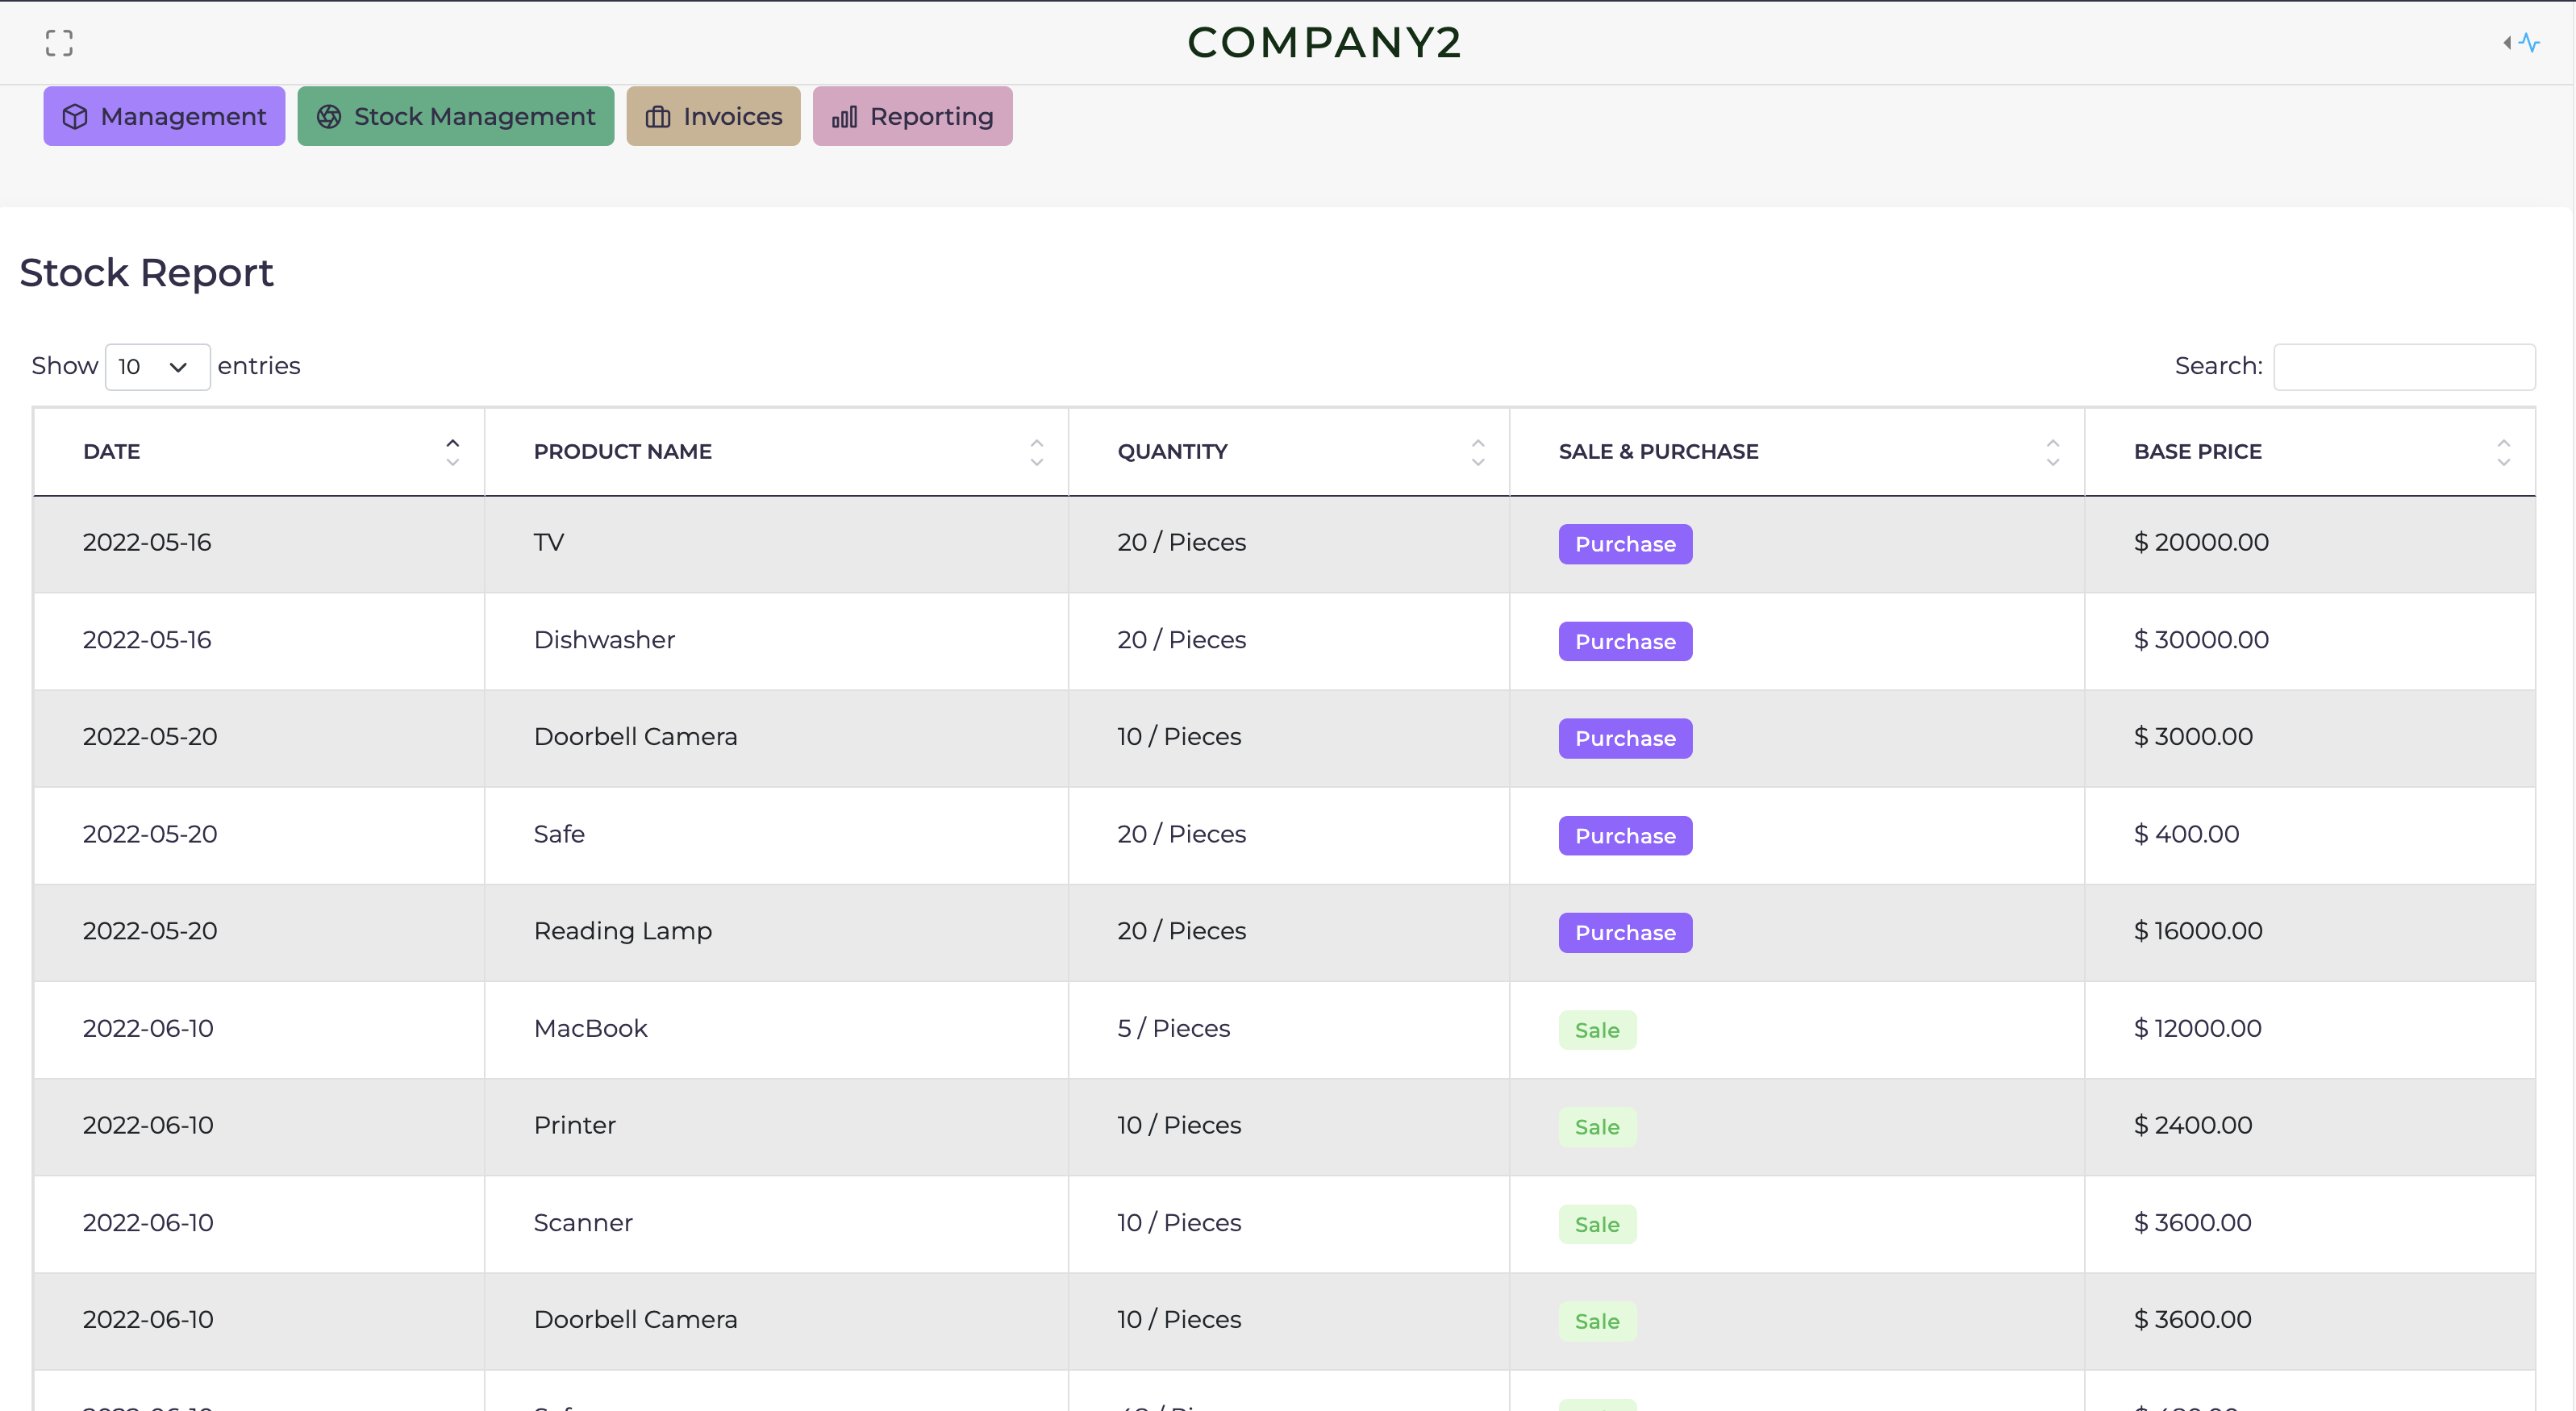 COMPANY2
Management Stock Management Invoices Reporting
Stock Report
Show 10 entries Search:
DATE PRODUCT NAME QUANTITY SALE & PURCHASE BASE PRICE
2022-05-16 TV 20 / Pieces Purchase $ 20000.00
2022-05-16 Dishwasher 20 / Pieces Purchase $ 30000.00
2022-05-20 Doorbell Camera 10 / Pieces Purchase $ 3000.00
2022-05-20 Safe 20 / Pieces Purchase $ 400.00
2022-05-20 Reading Lamp 20 / Pieces Purchase $ 16000.00
2022-06-10 MacBook 5 / Pieces Sale $ 12000.00
2022-06-10 Printer 10 / Pieces Sale $ 2400.00
2022-06-10 Scanner 10 / Pieces Sale $ 3600.00
2022-06-10 Doorbell Camera 10 / Pieces Sale $ 3600.00